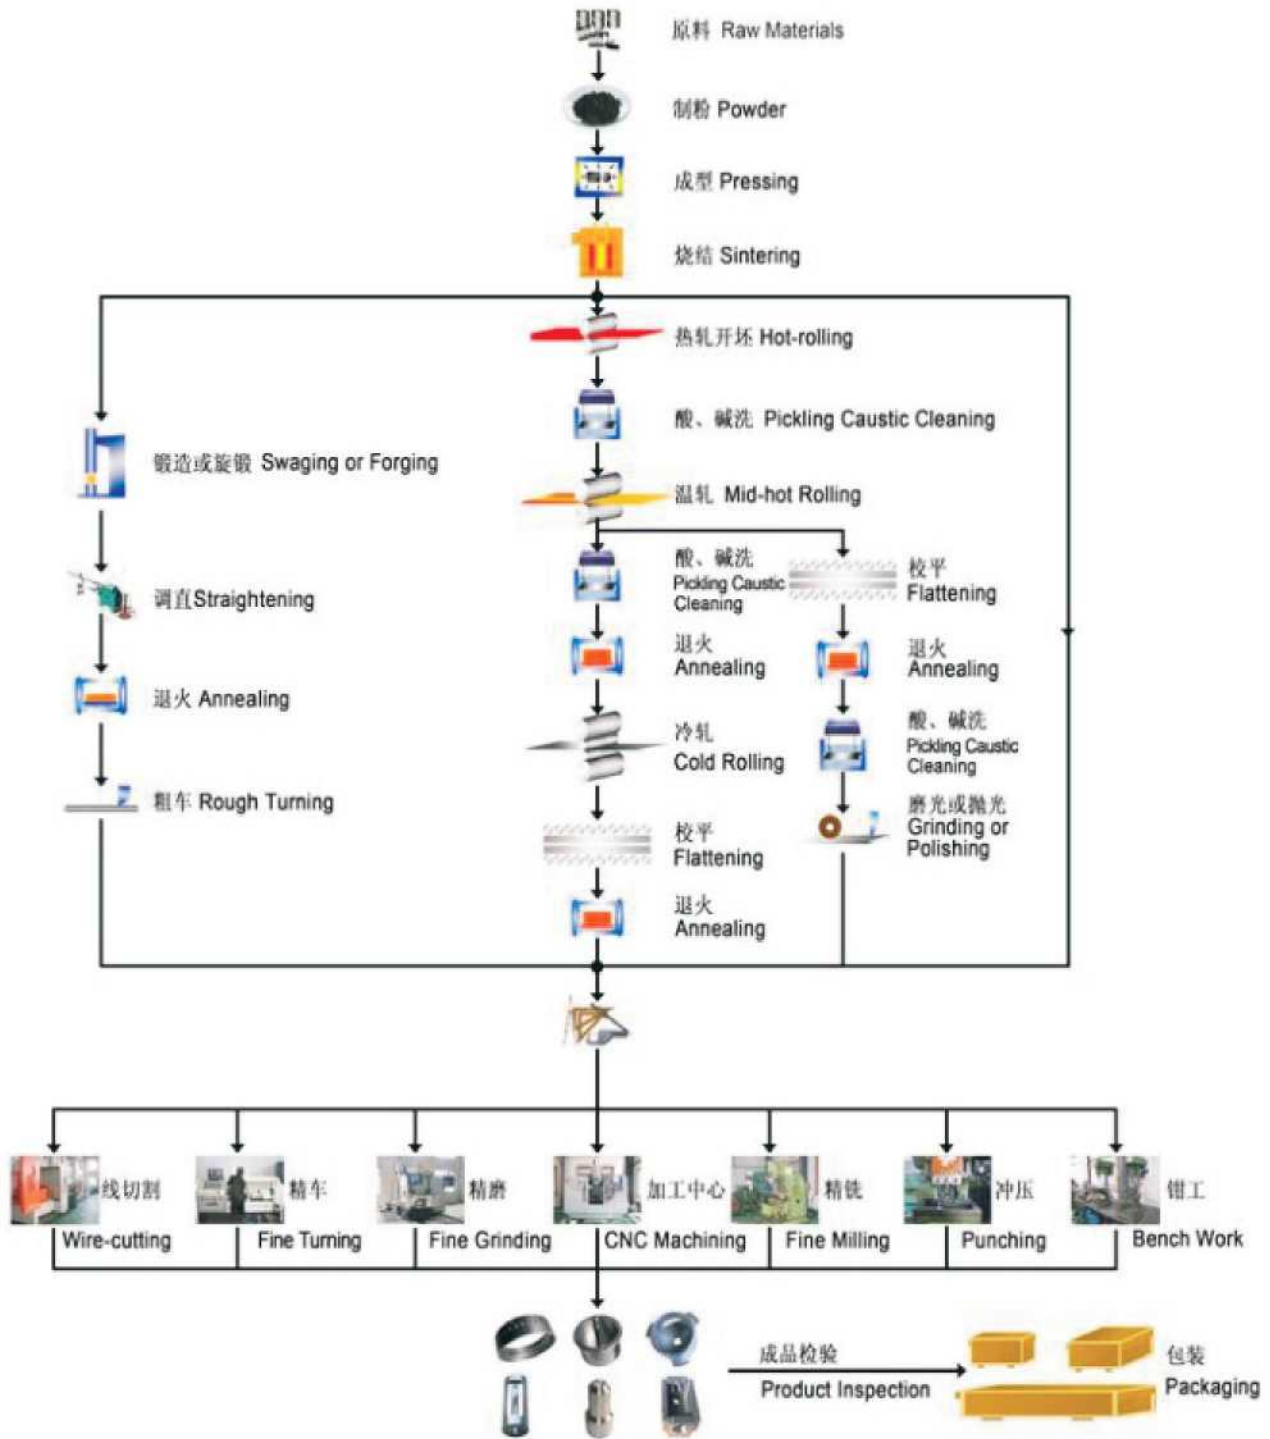 原料 Raw Materials
制粉 Powder
成型 Pressing
烧结 Sintering
热轧开坯 Hot-rolling
酸、碱洗 Pickling Caustic Cleaning
锻造或旋锻 Swaging or Forging
温轧 Mid-hot Rolling
酸、碱洗
Pickling Caustic
Cleaning
校平
Flattening
调直Straightening
退火
Annealing
退火
Annealing
退火 Annealing
冷轧
Cold Rolling
酸、碱洗
Pickling Caustic
Cleaning
粗车 Rough Turning
校平
Flattening
磨光或抛光
Grinding or
Polishing
退火
Annealing
线切割
Wire-cutting
精车
Fine Turning
精磨
Fine Grinding
加工中心
CNC Machining
精铣
Fine Milling
冲压
Punching
钳工
Bench Work
成品检验
Product Inspection
包装
Packaging